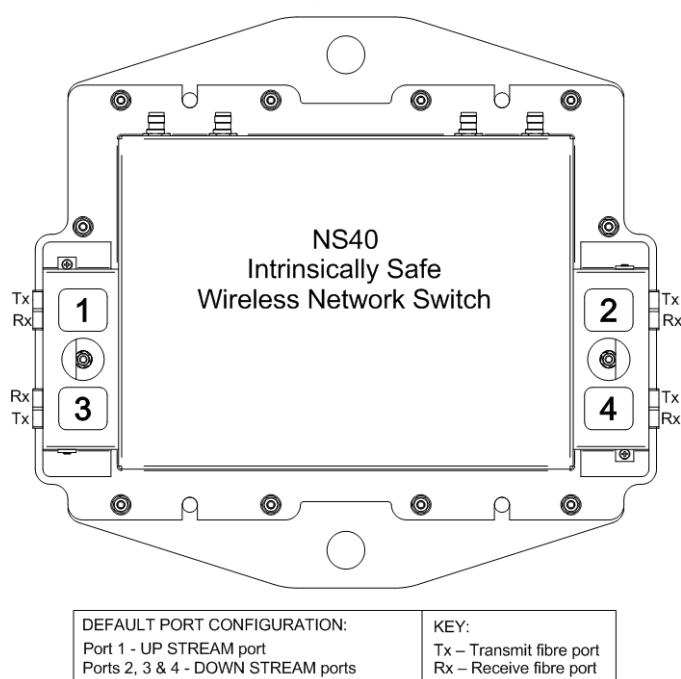 NS40
Intrinsically Safe
Wireless Network Switch
Tx
Rx
1
2
Tx
Rx
Rx
Tx
3
4
Tx
Rx
DEFAULT PORT CONFIGURATION:
Port 1 - UP STREAM port
Ports 2, 3 & 4 - DOWN STREAM ports
KEY:
Tx – Transmit fibre port
Rx – Receive fibre port